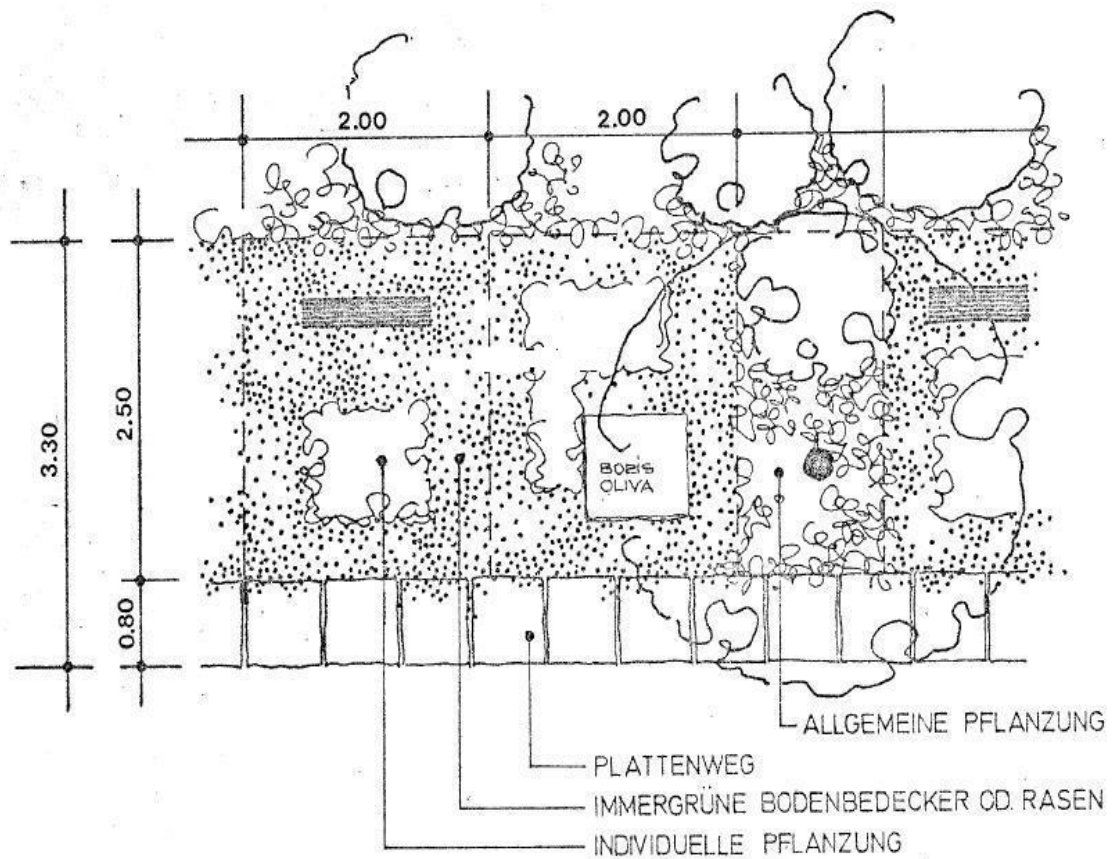 2.00
2.00
3.30
2.50
0.80
BORIS
OLIVA
ALLGEMEINE PFLANZUNG
PLATTENWEG
IMMERGRÜNE BODENBEDECKER OD. RASEN
INDIVIDUELLE PFLANZUNG